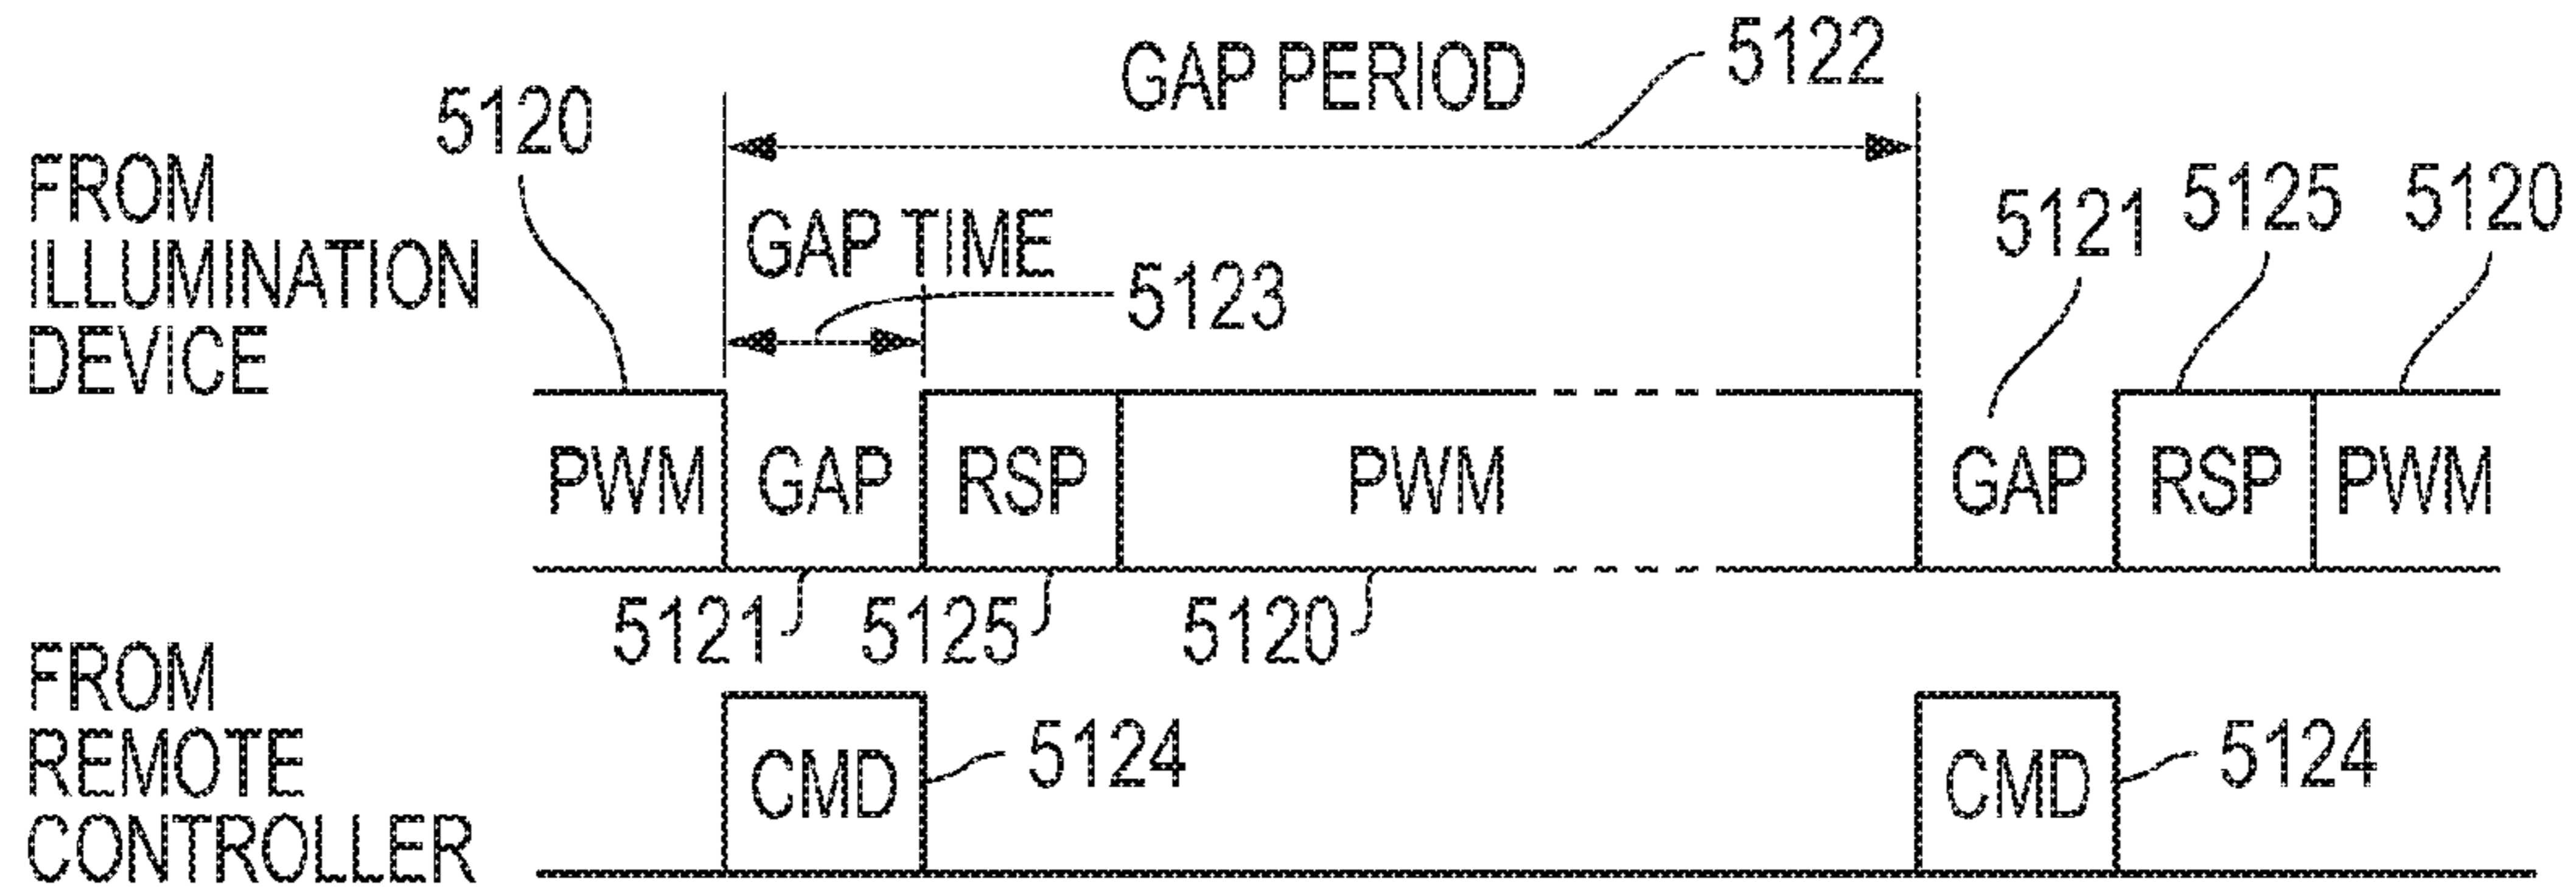 GAP PERIOD
5122
5120
FROM
ILLUMINATION
DEVICE
GAP TIME
5123
5121
5125
5120
PWM
GAP
RSP
PWM
GAP
RSP
PWM
5121
5125
5120
FROM
REMOTE
CONTROLLER
CMD
5124
CMD
5124